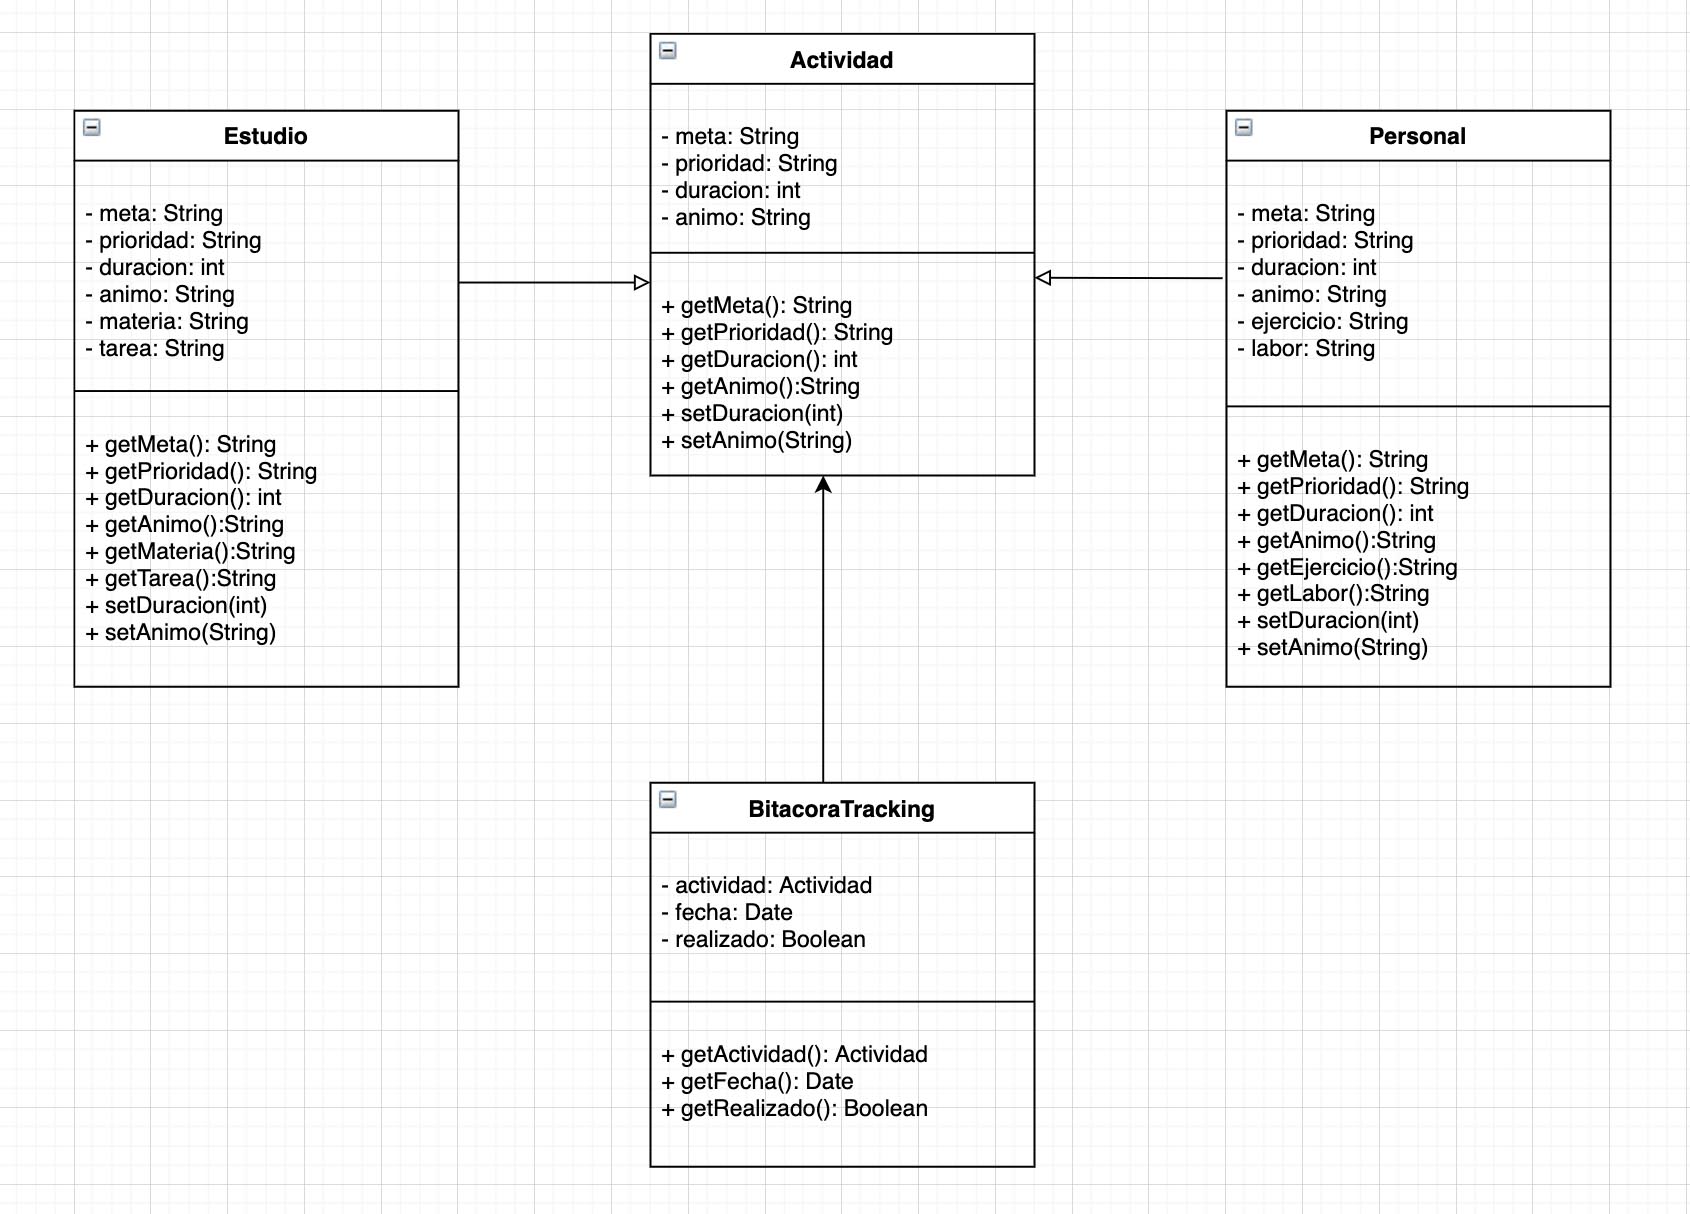 Actividad
- meta: String
- prioridad: String
- duracion: int
- animo: String
+ getMeta(): String
+ getPrioridad(): String
+ getDuracion(): int
+ getAnimo():String
+ setDuracion(int)
+ setAnimo(String)
Estudio
- meta: String
- prioridad: String
- duracion: int
- animo: String
- materia: String
- tarea: String
+ getMeta(): String
+ getPrioridad(): String
+ getDuracion(): int
+ getAnimo():String
+ getMateria():String
+ getTarea():String
+ setDuracion(int)
+ setAnimo(String)
Personal
- meta: String
- prioridad: String
- duracion: int
- animo: String
- ejercicio: String
- labor: String
+ getMeta(): String
+ getPrioridad(): String
+ getDuracion(): int
+ getAnimo():String
+ getEjercicio():String
+ getLabor():String
+ setDuracion(int)
+ setAnimo(String)
BitacoraTracking
- actividad: Actividad
- fecha: Date
- realizado: Boolean
+ getActividad(): Actividad
+ getFecha(): Date
+ getRealizado(): Boolean